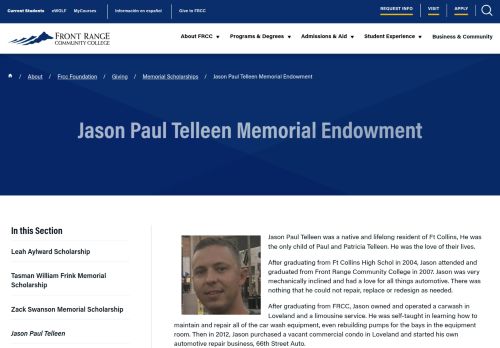 Current Students eWOLF MyCourses Información en español Give to FRCC REQUEST INFO VISIT APPLY
FRONT RANGE
COMMUNITY COLLEGE
About FRCC Programs & Degrees Admissions & Aid Student Experience Business & Community
/ About / Frcc Foundation / Giving / Memorial Scholarships / Jason Paul Telleen Memorial Endowment
Jason Paul Telleen Memorial Endowment
In this Section
Leah Aylward Scholarship
Tasman William Frink Memorial
Scholarship
Zack Swanson Memorial Scholarship
Jason Paul Telleen
Jason Paul Telleen was a native and lifelong resident of Ft Collins, He was
the only child of Paul and Patricia Telleen. He was the love of their lives.
After graduating from Ft Collins High Schol in 2004, Jason attended and
graduated from Front Range Community College in 2007. Jason was very
mechanically inclined and had a love for all things automotive. There was
nothing that he could not repair, replace or redesign as needed.
After graduating from FRCC, Jason owned and operated a carwash in
Loveland and a limousine service. He was self-taught in learning how to
maintain and repair all of the car wash equipment, even rebuilding pumps for the bays in the equipment
room. Then in 2012, Jason purchased a vacant commercial condo in Loveland and started his own
automotive repair business, 66th Street Auto.